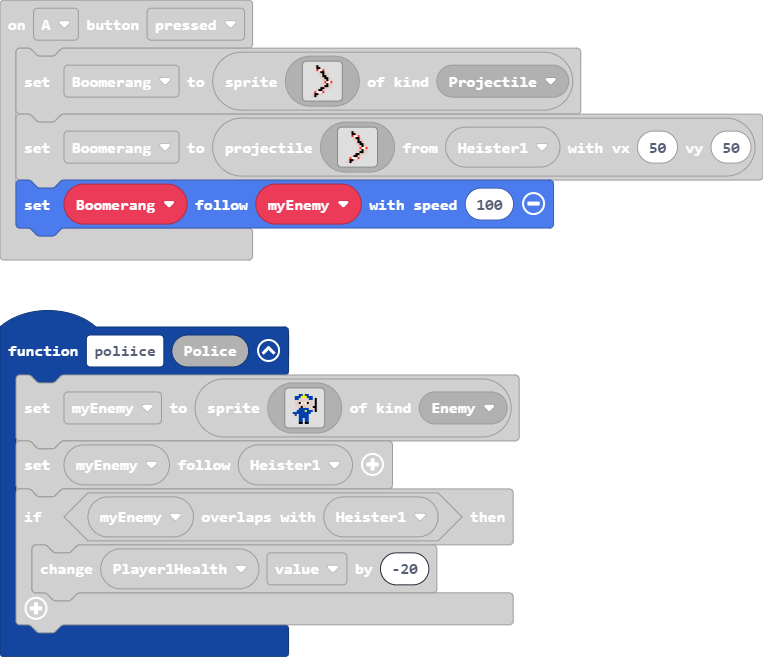 on A button pressed
set Boomerang to sprite of kind Projectile
set Boomerang to projectile from Heister1 with vx 50 vy 50
set Boomerang follow myEnemy with speed 100
function poliice Police
set myEnemy to sprite of kind Enemy
set myEnemy follow Heister1
if myEnemy overlaps with Heister1 then
change Player1Health value by -20